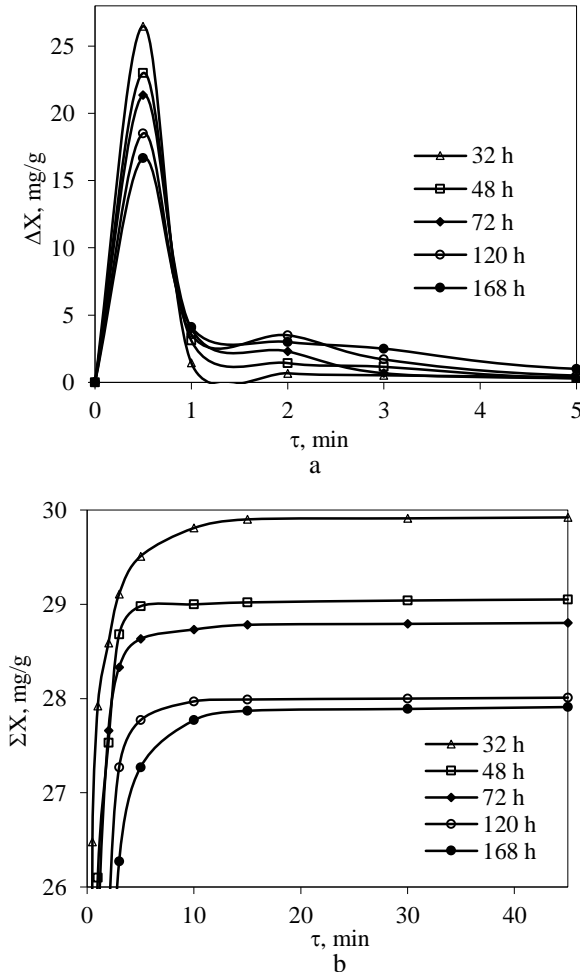 25
20
15
10
5
0
ΔX, mg/g
32 h
48 h
72 h
120 h
168 h
0 1 2 3 4 5
τ, min
a
30
29
28
27
26
ΣX, mg/g
32 h
48 h
72 h
120 h
168 h
0 10 20 30 40
τ, min
b